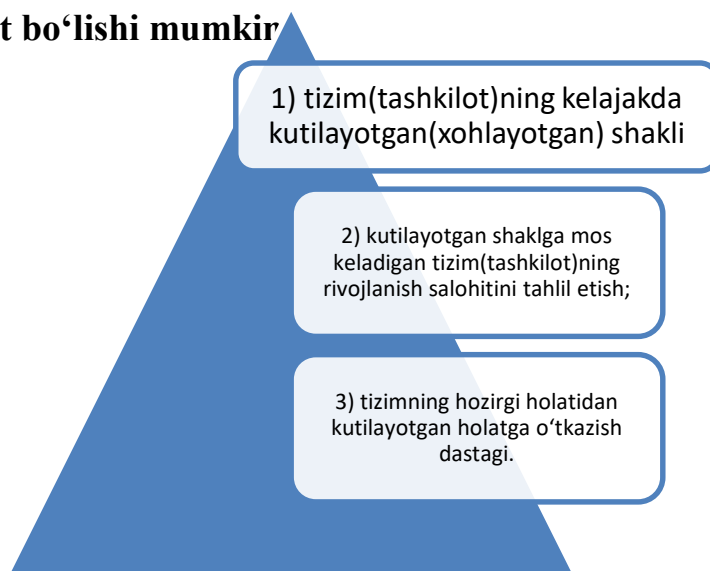 t bo‘lishi mumkin
1) tizim(tashkilot)ning kelajakda
kutilayotgan(xohlayotgan) shakli
2) kutilayotgan shaklga mos
keladigan tizim(tashkilot)ning
rivojlanish salohitini tahlil etish;
3) tizimning hozirgi holatidan
kutilayotgan holatga o‘tkazish
dastagi.